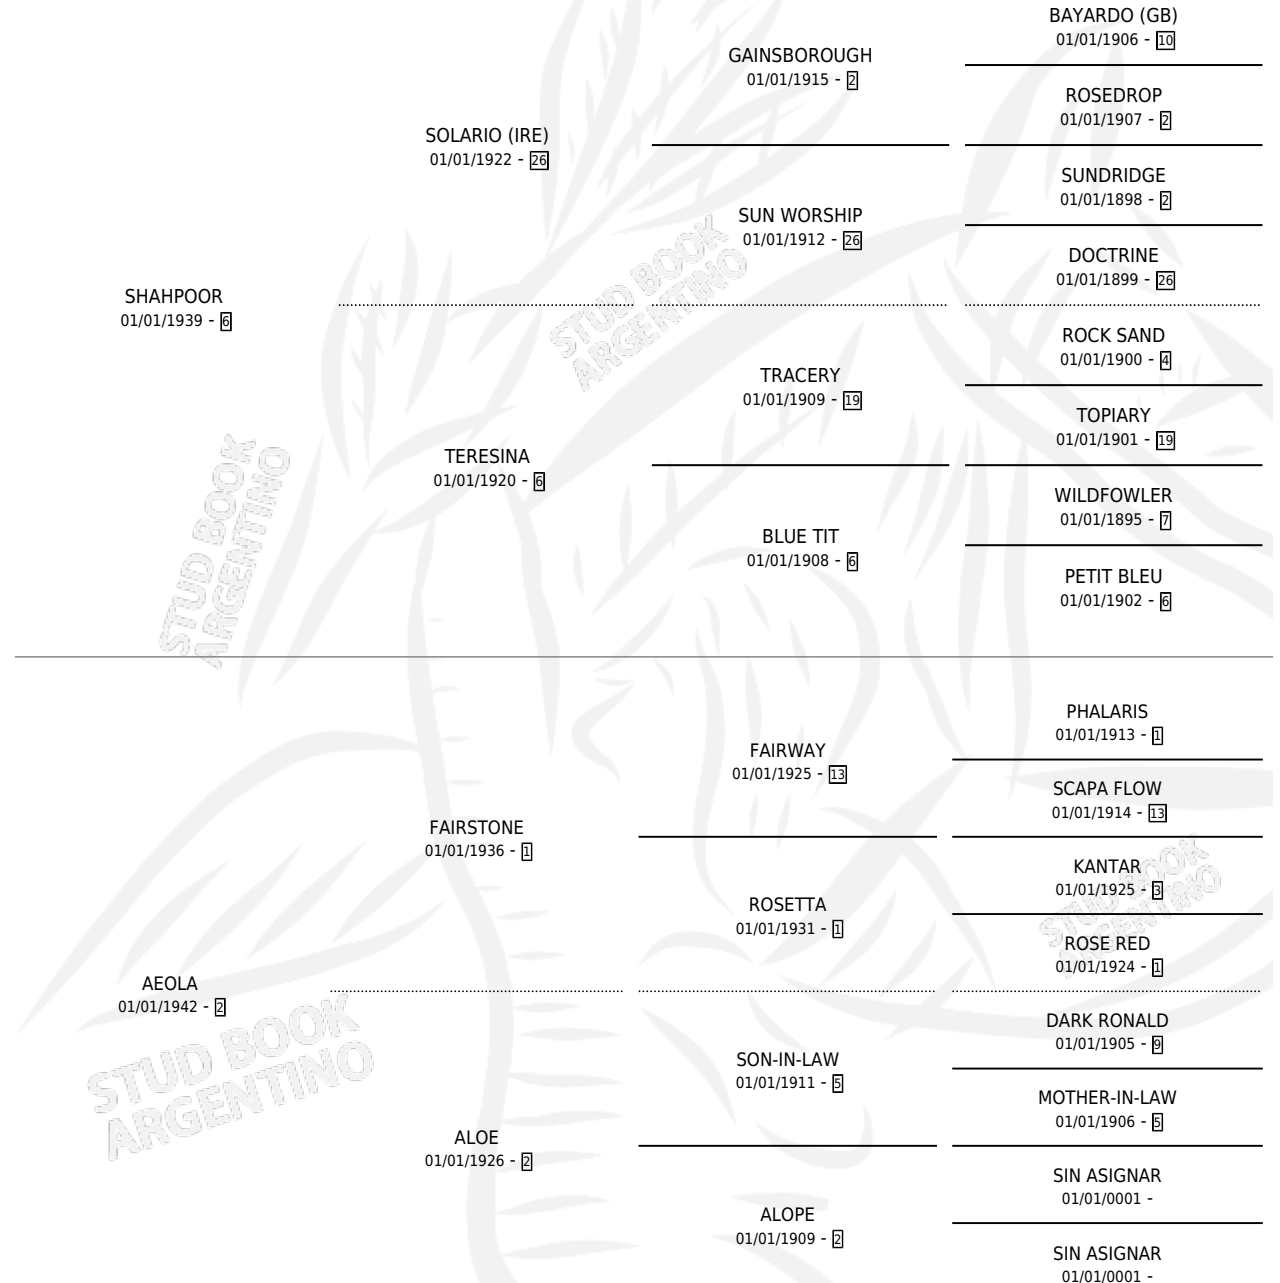 BAYARDO (GB)
01/01/1906 - 10
GAINSBOROUGH
01/01/1915 - 2
ROSEDROP
01/01/1907 - 2
SOLARIO (IRE)
01/01/1922 - 26
SUNDRIDGE
01/01/1898 - 2
SUN WORSHIP
01/01/1912 - 26
DOCTRINE
01/01/1899 - 26
SHAHPOOR
01/01/1939 - 6
ROCK SAND
01/01/1900 - 4
TRACERY
01/01/1909 - 19
TOPIARY
01/01/1901 - 19
TERESINA
01/01/1920 - 6
WILDFOWLER
01/01/1895 - 7
BLUE TIT
01/01/1908 - 6
PETIT BLEU
01/01/1902 - 6
STUD BOOK
ARGENTINO
STUD BOOK
ARGENTINO
PHALARIS
01/01/1913 - 1
FAIRWAY
01/01/1925 - 13
SCAPA FLOW
01/01/1914 - 13
FAIRSTONE
01/01/1936 - 1
KANTAR
01/01/1925 - 3
ROSETTA
01/01/1931 - 1
ROSE RED
01/01/1924 - 1
AEOLA
01/01/1942 - 2
DARK RONALD
01/01/1905 - 9
SON-IN-LAW
01/01/1911 - 5
MOTHER-IN-LAW
01/01/1906 - 5
ALOE
01/01/1926 - 2
SIN ASIGNAR
01/01/0001 -
ALOPE
01/01/1909 - 2
SIN ASIGNAR
01/01/0001 -
STUD BOOK
ARGENTINO
STUD BOOK
ARGENTINO